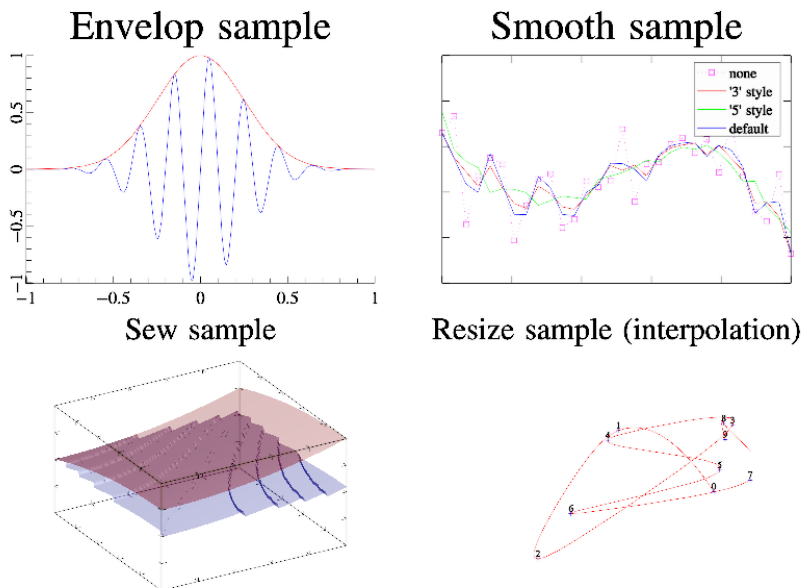 Envelop sample
Smooth sample
1
0.5
0
−0.5
−1
−1
−0.5
0
0.5
1
none
'3' style
'5' style
default
Sew sample
Resize sample (interpolation)
1
4
8
3
9
5
7
0
6
2